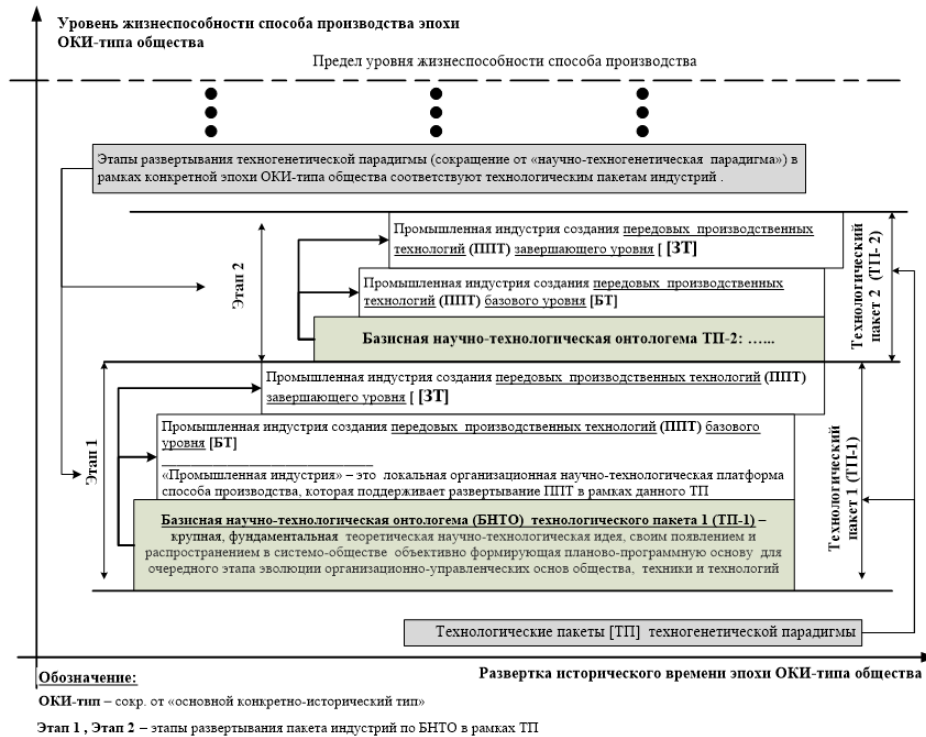 Уровень жизнеспособности способа производства эпохи
ОКИ-типа общества
Предел уровня жизнеспособности способа производства
Этапы развертывания техногенетической парадигмы (сокращение от «научно-техногенетическая парадигма») в
рамках конкретной эпохи ОКИ-типа общества соответствуют технологическим пакетам индустрий .
Промышленная индустрия создания передовых производственных
технологий (ППТ) завершающего уровня [ [ЗТ]
Этап 2
Промышленная индустрия создания передовых производственных
технологий (ППТ) базового уровня [БТ]
Базисная научно-технологическая онтологема ТП-2: …...
Технологический
пакет 2 (ТП- 2)
Промышленная индустрия создания передовых производственных технологий (ППТ)
завершающего уровня [ [ЗТ]
Этап 1
Промышленная индустрия создания передовых производственных технологий (ППТ) базового
уровня [БТ]
«Промышленная индустрия» – это локальная организационная научно-технологическая платформа
способа производства, которая поддерживает развертывание ППТ в рамках данного ТП
Базисная научно-технологическая онтологема (БНТО) технологического пакета 1 (ТП-1) –
крупная, фундаментальная теоретическая научно-технологическая идея, своим появлением и
распространением в системо-обществе объективно формирующая планово-программную основу для
очередного этапа эволюции организационно-управленческих основ общества, техники и технологий
Технологический
пакет 1 (ТП-1)
Технологические пакеты [ТП] техногенетической парадигмы
Развертка исторического времени эпохи ОКИ-типа общества
Обозначение:
ОКИ-тип – сокр. от «основной конкретно-исторический тип»
Этап 1 , Этап 2 – этапы развертывания пакета индустрий по БНТО в рамках ТП